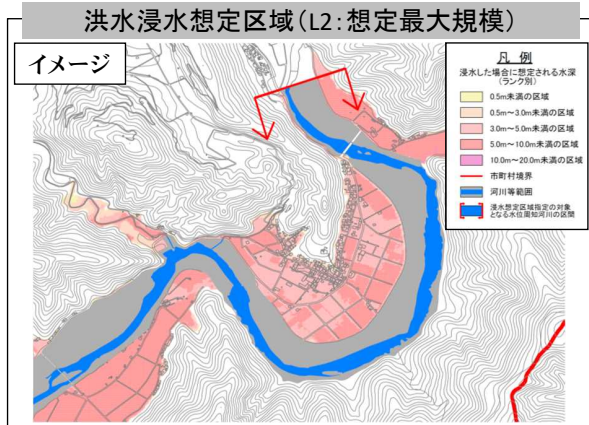 洪水浸水想定区域(L2:想定最大規模)
イメージ
凡 例
浸水した場合に想定される水深
(ランク別)
0.5m未満の区域
0.5m~3.0m未満の区域
3.0m~5.0m未満の区域
5.0m~10.0m未満の区域
10.0m~20.0m未満の区域
市町村境界
河川等範囲
浸水想定区域指定の対象
となる水位周知河川の区間